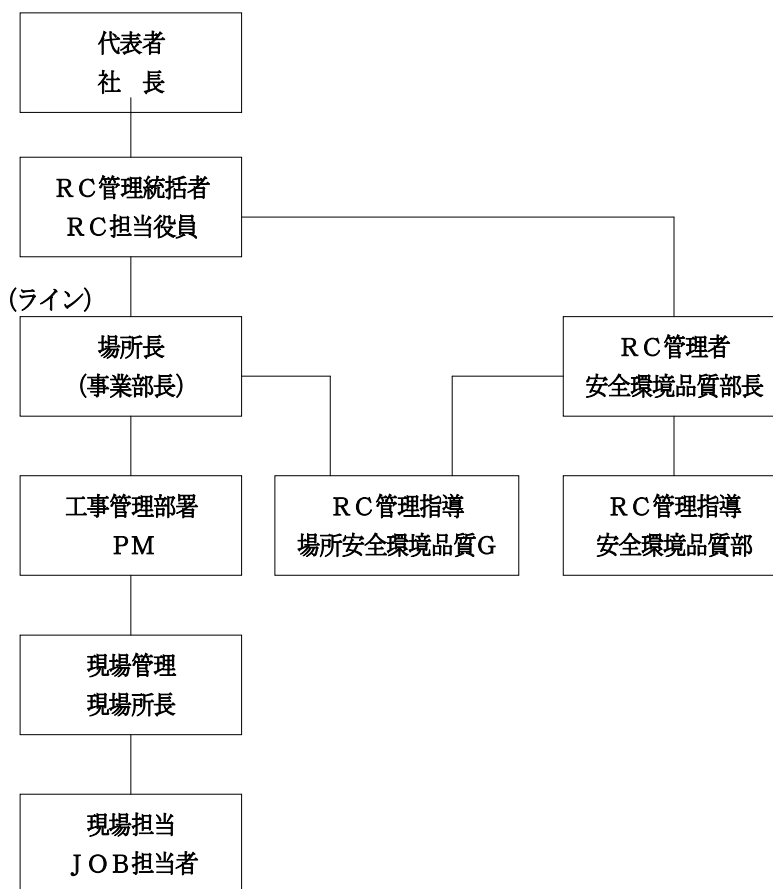 代表者
社　長
ＲＣ管理統括者
ＲＣ担当役員
(ライン)
場所長
(事業部長)
ＲＣ管理者
安全環境品質部長
工事管理部署
ＰＭ
ＲＣ管理指導
場所安全環境品質Ｇ
ＲＣ管理指導
安全環境品質部
現場管理
現場所長
現場担当
ＪＯＢ担当者